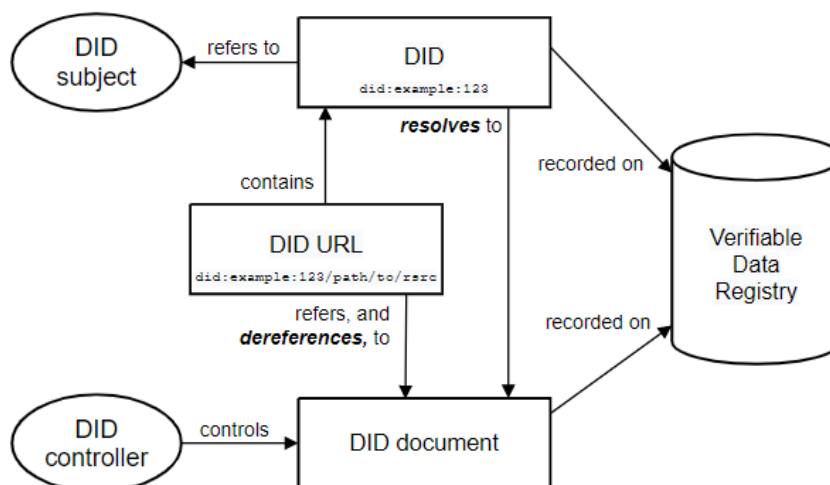 DID
subject
refers to
DID
did:example:123
resolves to
recorded on
contains
DID URL
did:example:123/path/to/rsrc
Verifiable
Data
Registry
refers, and
dereferences, to
recorded on
DID
controller
controls
DID document